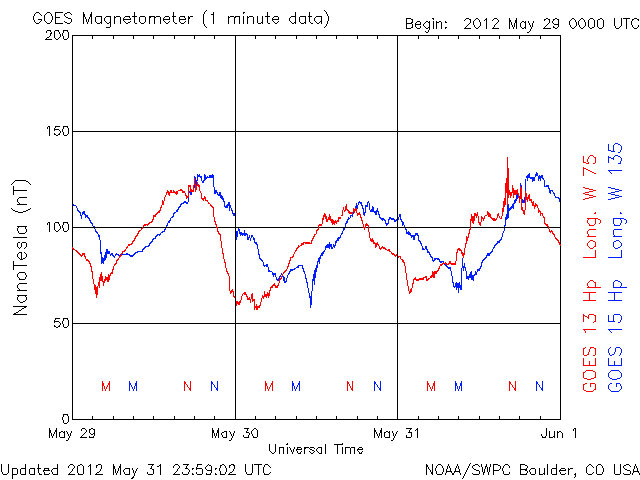 GOES Magnetometer (1 minute data)
Begin: 2012 May 29 0000 UTC
200
150
100
50
0
NanoTesla (nT)
M M N N M M N N M M N N
May 29 May 30 May 31 Jun 1
Universal Time
GOES 13 Hp Long. W 75
GOES 15 Hp Long. W 135
Updated 2012 May 31 23:59:02 UTC
NOAA/SWPC Boulder, CO USA